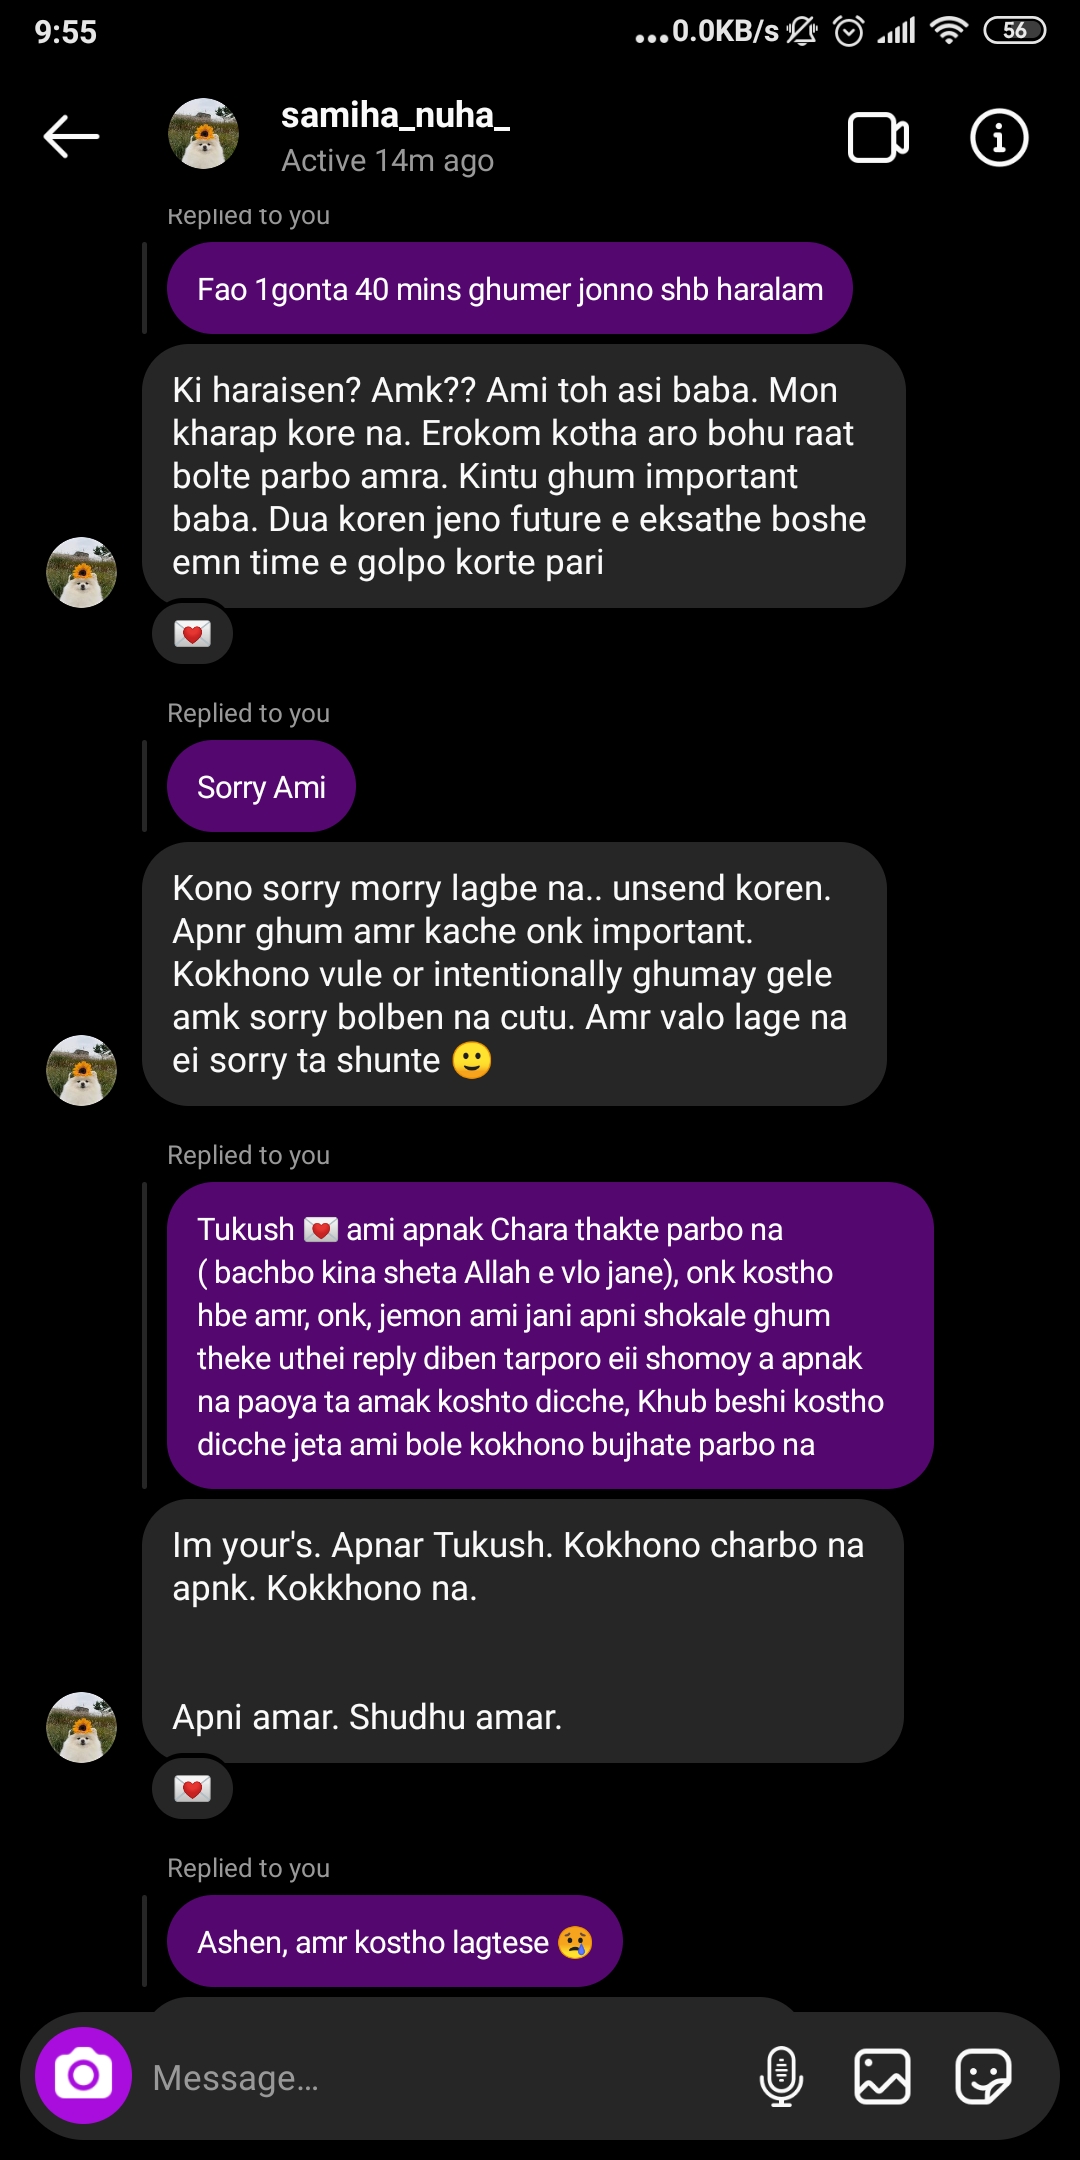 9:55
...0.0KB/s
56
samiha_nuha_
Active 14m ago
Replied to you
Fao 1gonta 40 mins ghumer jonno shb haralam
Ki haraisen? Amk?? Ami toh asi baba. Mon
kharap kore na. Erokom kotha aro bohu raat
bolte parbo amra. Kintu ghum important
baba. Dua koren jeno future e eksathe boshe
emn time e golpo korte pari
Replied to you
Sorry Ami
Kono sorry morry lagbe na.. unsend koren.
Apnr ghum amr kache onk important.
Kokhono vule or intentionally ghumay gele
amk sorry bolben na cutu. Amr valo lage na
ei sorry ta shunte 🙂
Replied to you
Tukush 💌 ami apnak Chara thakte parbo na
( bachbo kina sheta Allah e vlo jane), onk kostho
hbe amr, onk, jemon ami jani apni shokale ghum
theke uthei reply diben tarporo eii shomoy a apnak
na paoya ta amak koshto dicche, Khub beshi kostho
dicche jeta ami bole kokhono bujhate parbo na
Im your's. Apnar Tukush. Kokhono charbo na
apnk. Kokkhono na.
Apni amar. Shudhu amar.
Replied to you
Ashen, amr kostho lagtese 😢
Message...